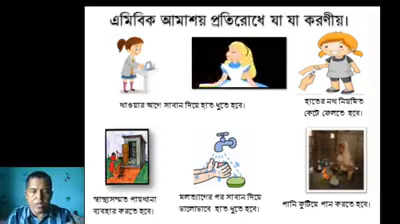 এমিবিক আমাশয় প্রতিরোধে যা যা করণীয়।
খাওয়ার আগে সাবান দিয়ে হাত ধুতে হবে।
হাতের নখ নিয়মিত
কেটে ফেলতে হবে।
স্বাস্থ্যসম্মত পায়খানা
ব্যবহার করতে হবে।
মলত্যাগের পর সাবান দিয়ে
ভালোভাবে হাত ধুতে হবে।
পানি ফুটিয়ে পান করতে হবে।